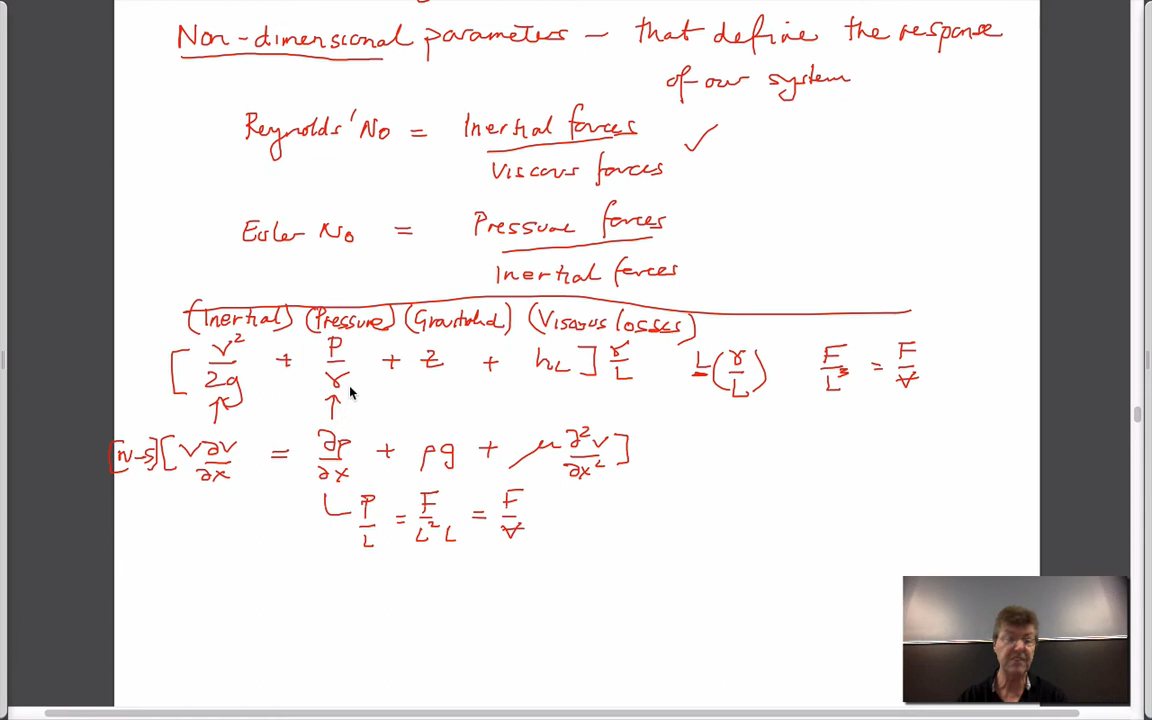 Non-dimensional parameters – that define the response
of our system
Reynolds' No = Inertial forces / Viscous forces ✓
Euler No = Pressure forces / Inertial forces
(Inertial) (Pressure) (Gravitational) (Viscous losses)
[ v²/2g + P/γ + z + hL ] γ/L L(γ/L) F/L³ = F/V
[N-S] [ v ∂v/∂x = ∂p/∂x + ρg + μ ∂²v/∂x² ]
P/L = F/L²L = F/V